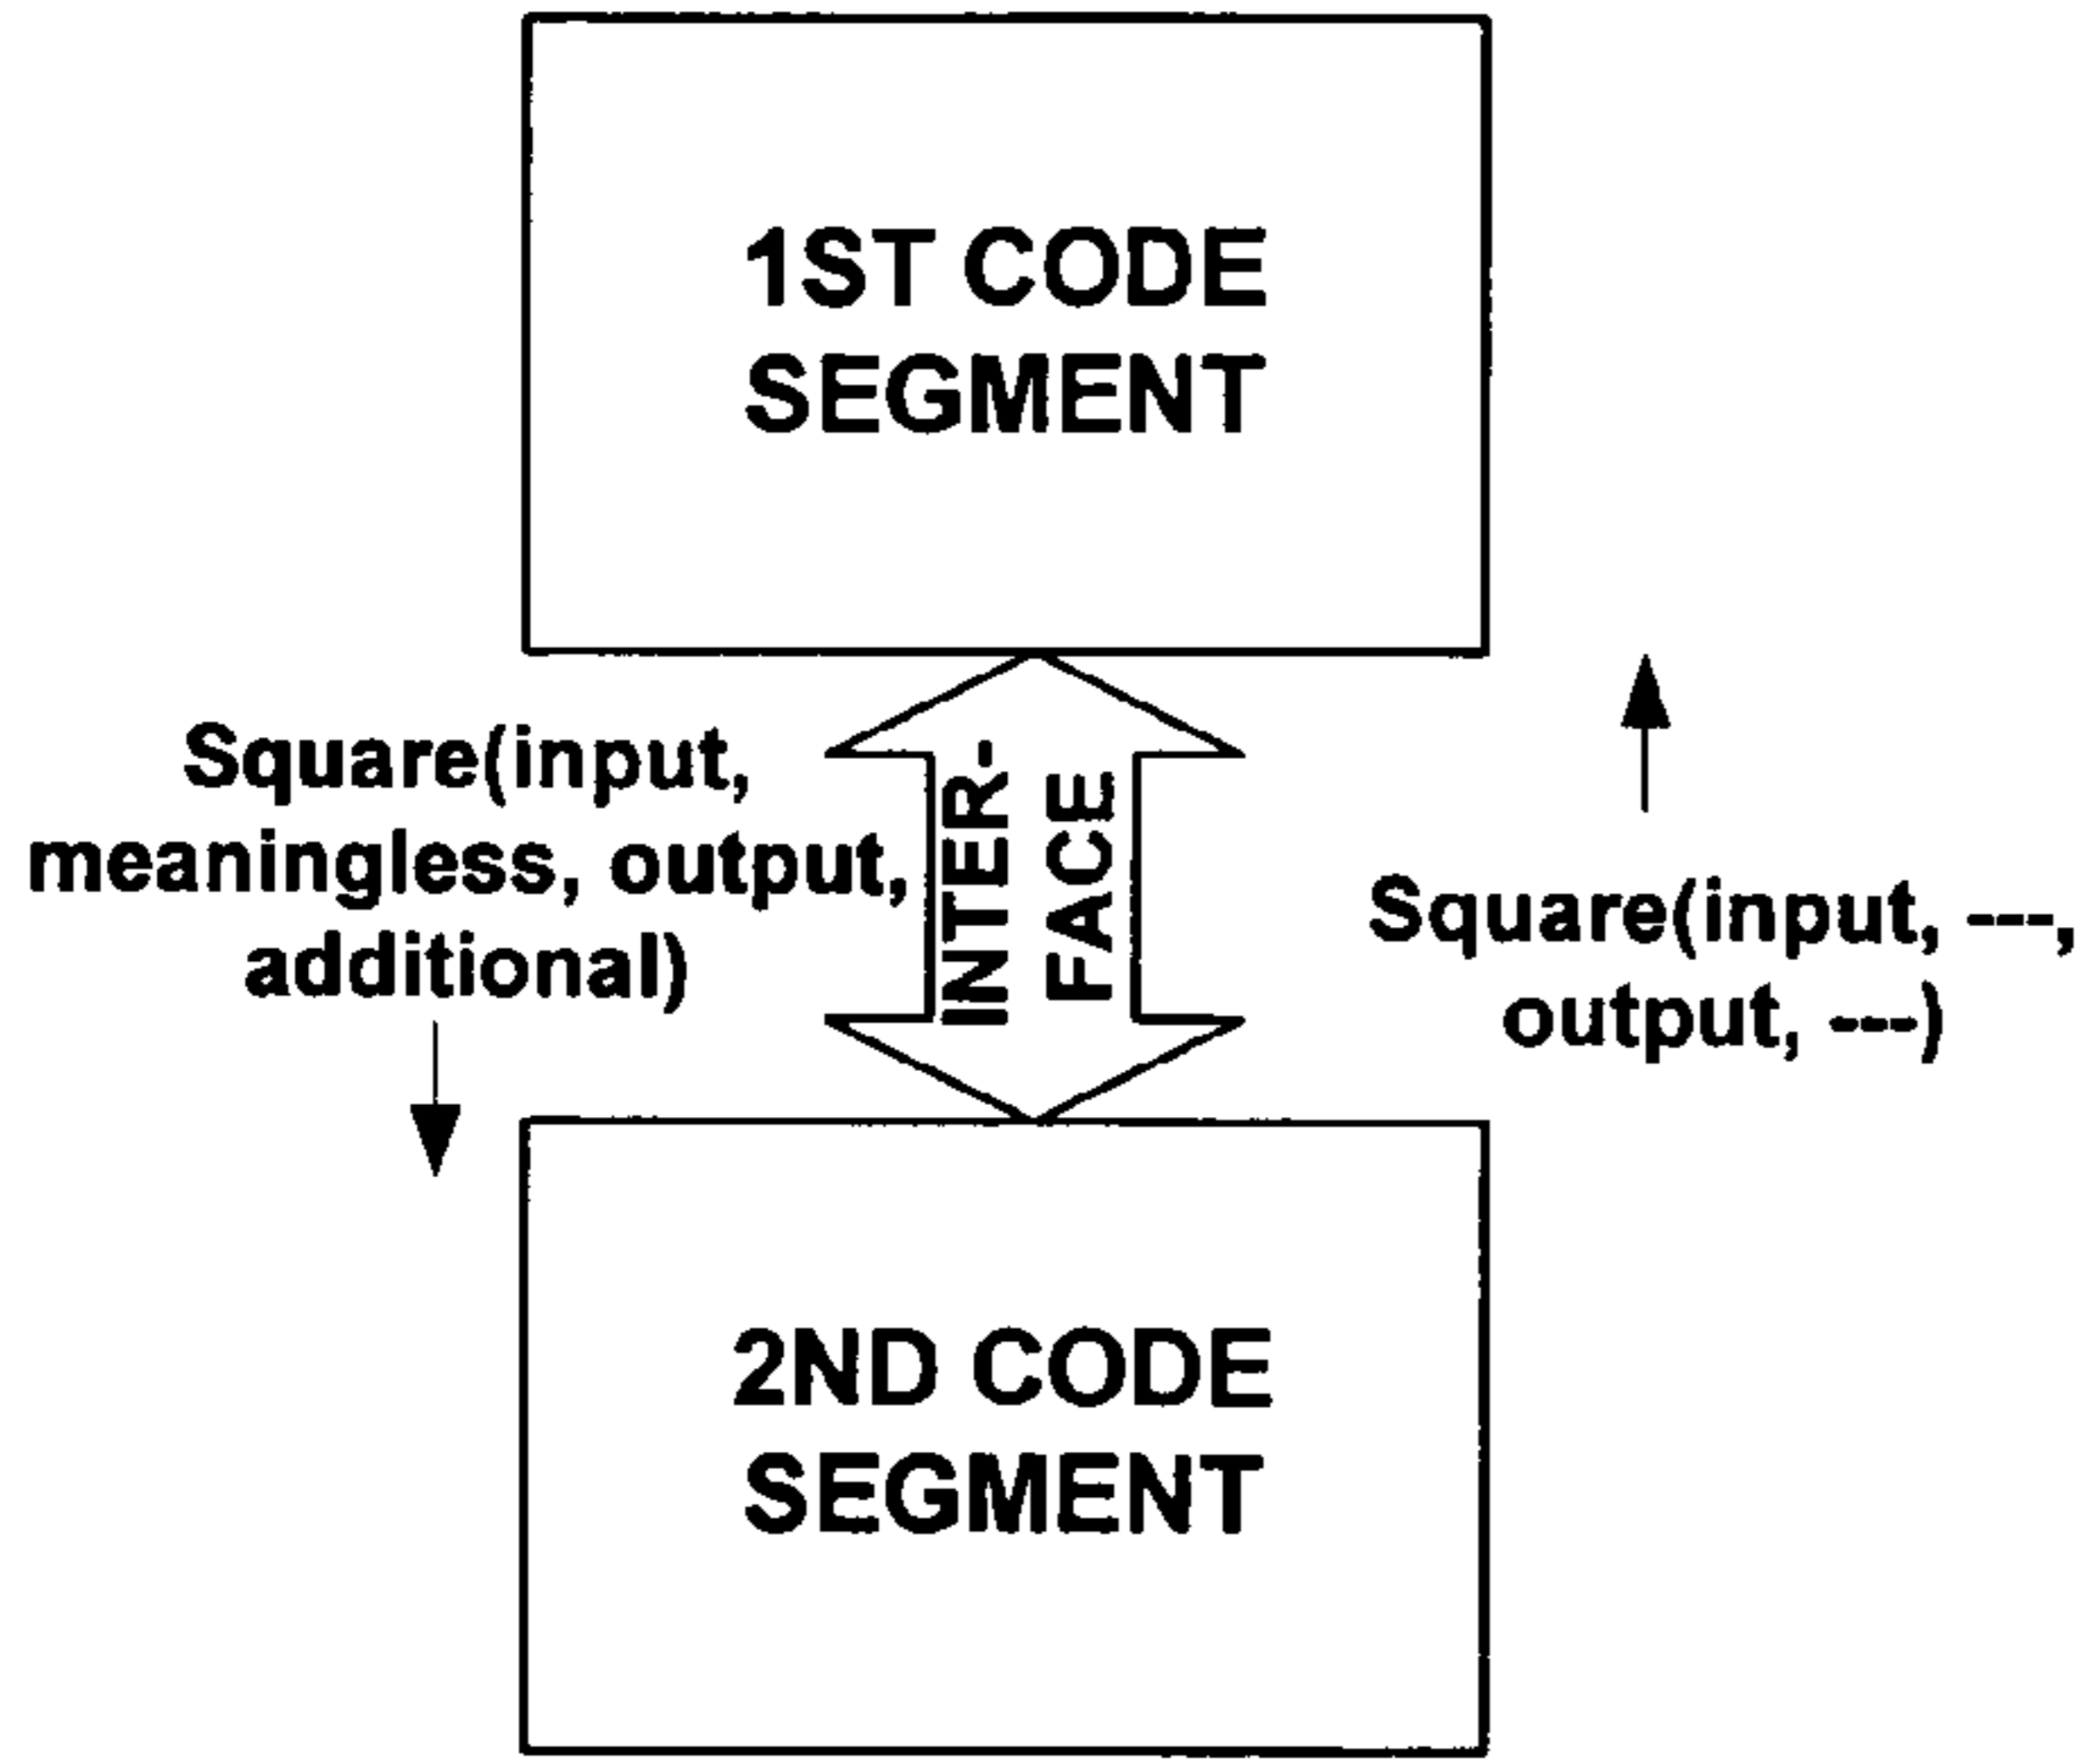 1ST CODE
SEGMENT
Square(input,
meaningless, output,
additional)
INTER-
FACE
Square(input, ---,
output, ---)
2ND CODE
SEGMENT